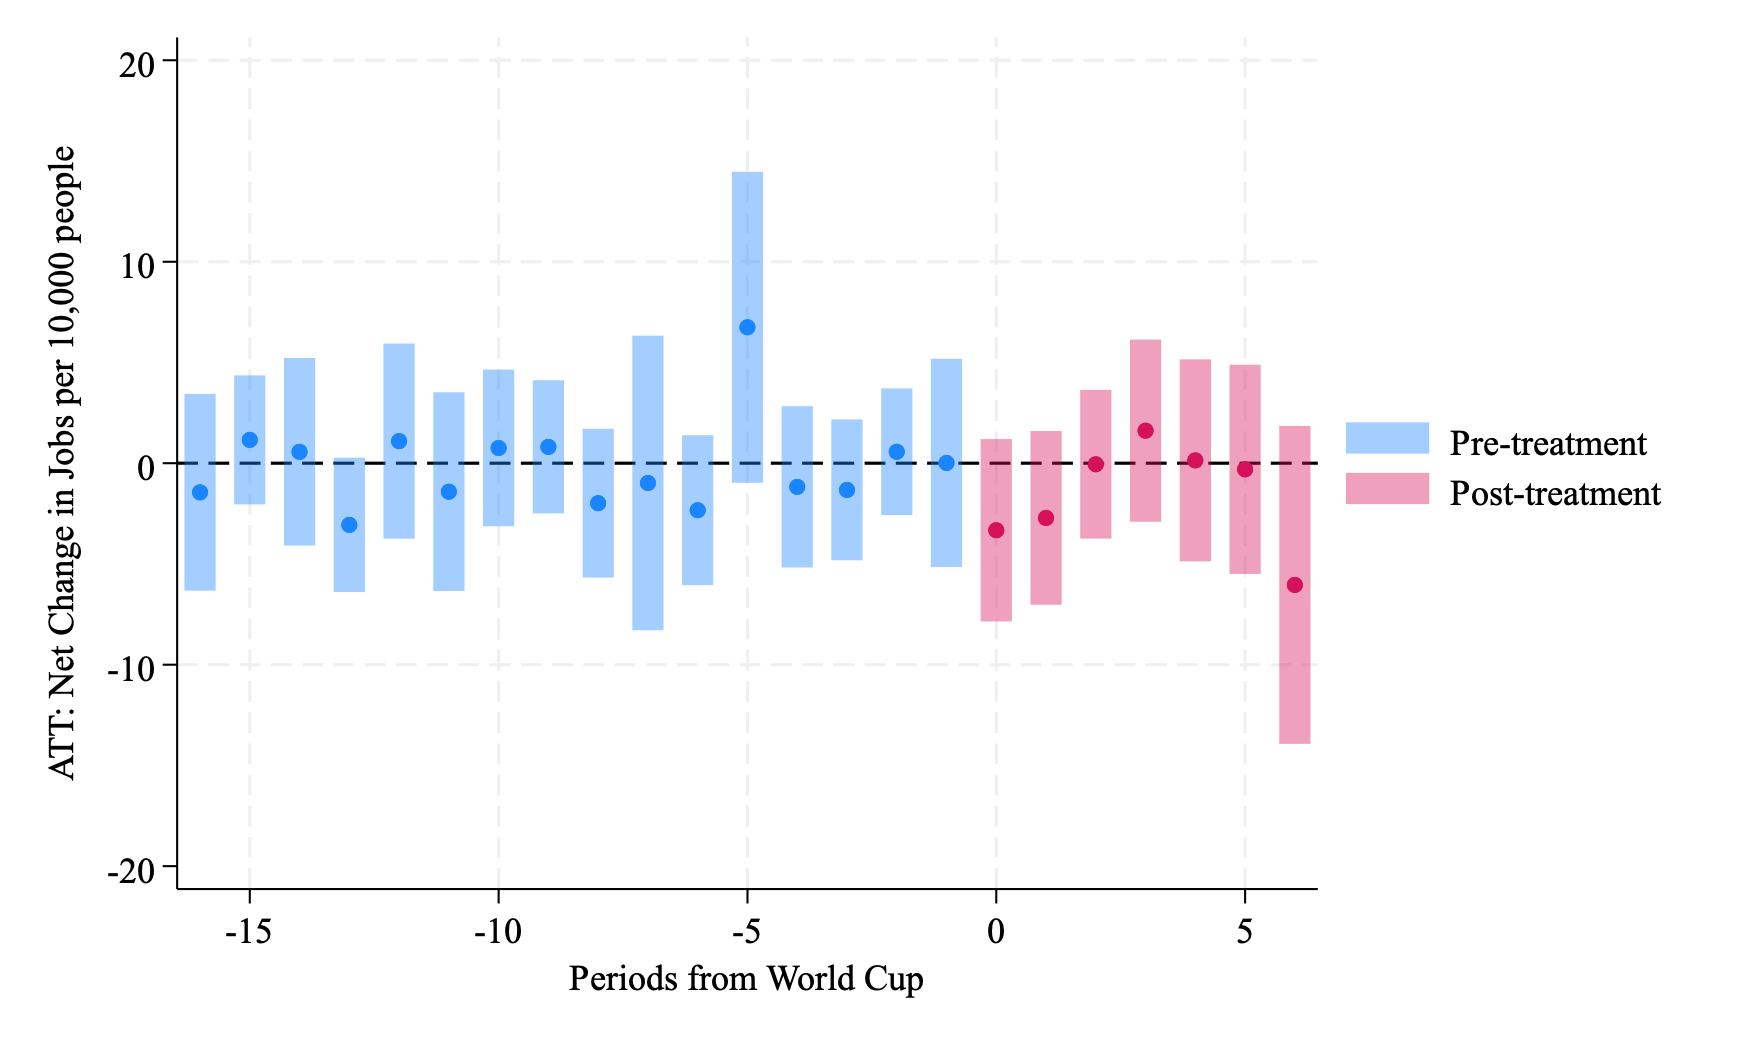 ATT: Net Change in Jobs per 10,000 people
20
10
0
-10
-20
-15
-10
-5
0
5
Periods from World Cup
Pre-treatment
Post-treatment